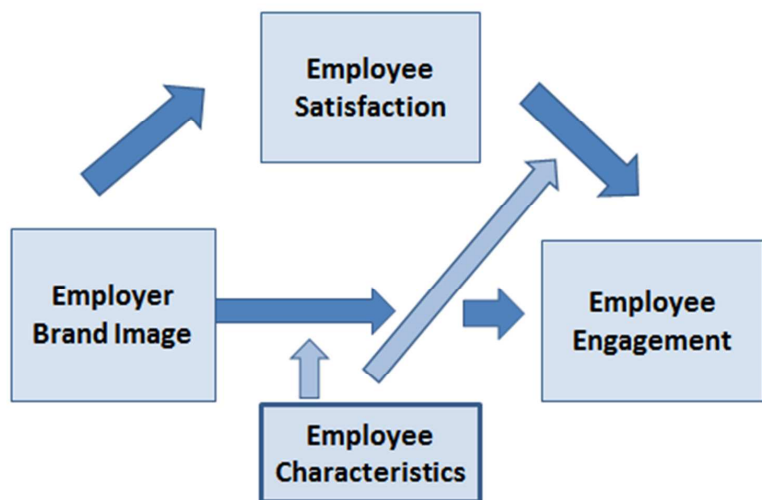 Employee
Satisfaction
Employer
Brand Image
Employee
Engagement
Employee
Characteristics